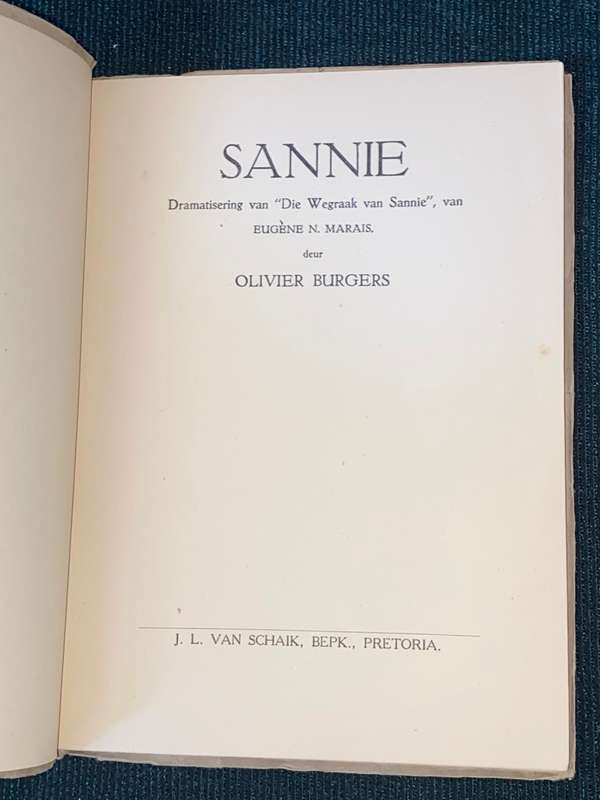 SANNIE
Dramatisering van "Die Wegraak van Sannie", van
EUGÈNE N. MARAIS.
deur
OLIVIER BURGERS
J. L. VAN SCHAIK, BEPK., PRETORIA.